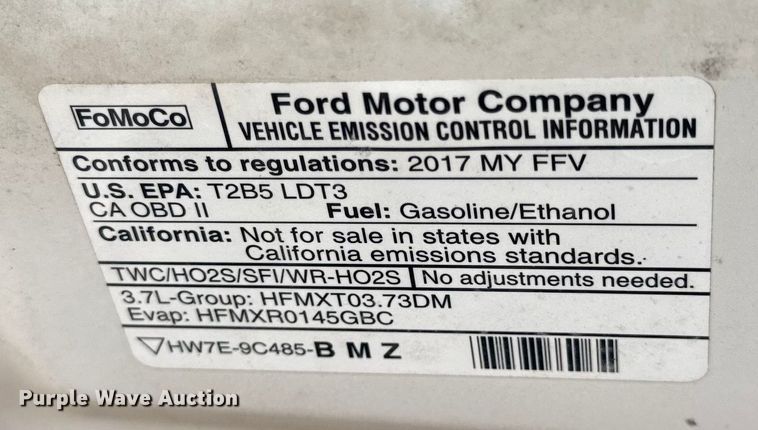 FoMoCo
Ford Motor Company
VEHICLE EMISSION CONTROL INFORMATION
Conforms to regulations: 2017 MY FFV
U.S. EPA: T2B5 LDT3
CA OBD II Fuel: Gasoline/Ethanol
California: Not for sale in states with
California emissions standards.
TWC/HO2S/SFI/WR-HO2S No adjustments needed.
3.7L-Group: HFMXT03.73DM
Evap: HFMXR0145GBC
HW7E-9C485-B M Z
Purple Wave Auction